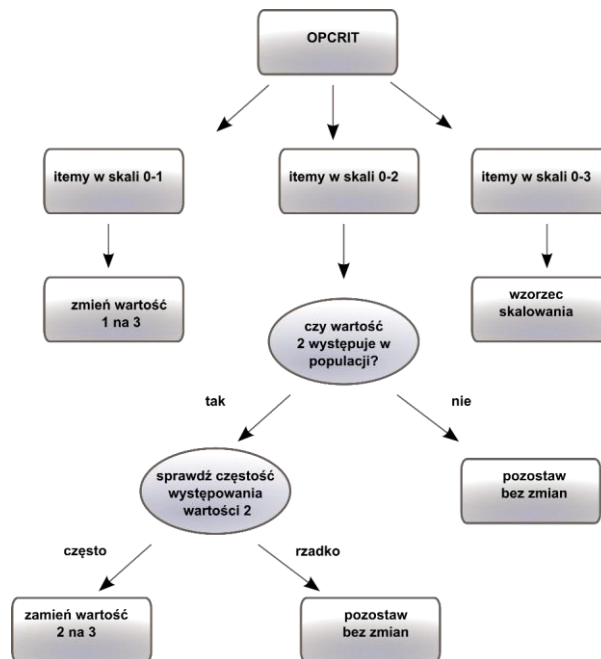 OPCRIT
itemy w skali 0-1
itemy w skali 0-2
itemy w skali 0-3
zmień wartość
1 na 3
czy wartość
2 występuje w
populacji?
wzorzec
skalowania
tak
nie
sprawdź częstość
występowania
wartości 2
pozostaw
bez zmian
często
rzadko
zamień wartość
2 na 3
pozostaw
bez zmian